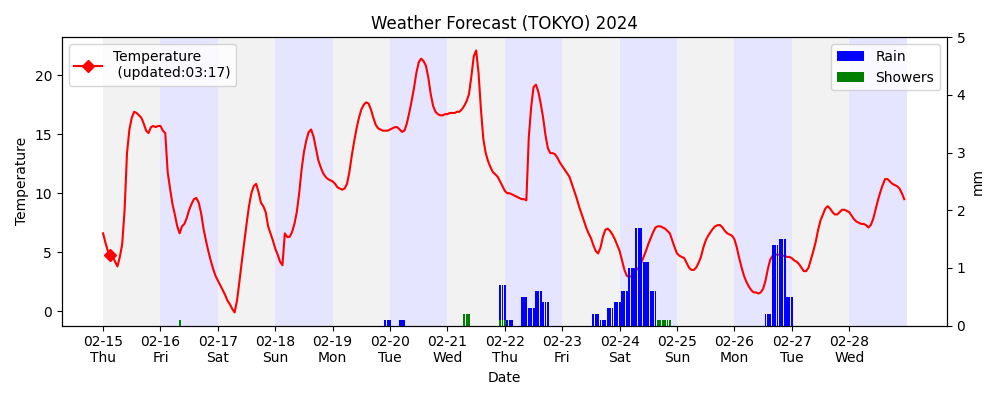 Weather Forecast (TOKYO) 2024
Temperature
(updated:03:17)
Rain
Showers
Temperature
20
15
10
5
0
5
4
3
2
1
0
mm
02-15 02-16 02-17 02-18 02-19 02-20 02-21 02-22 02-23 02-24 02-25 02-26 02-27 02-28
Thu Fri Sat Sun Mon Tue Wed Thu Fri Sat Sun Mon Tue Wed
Date